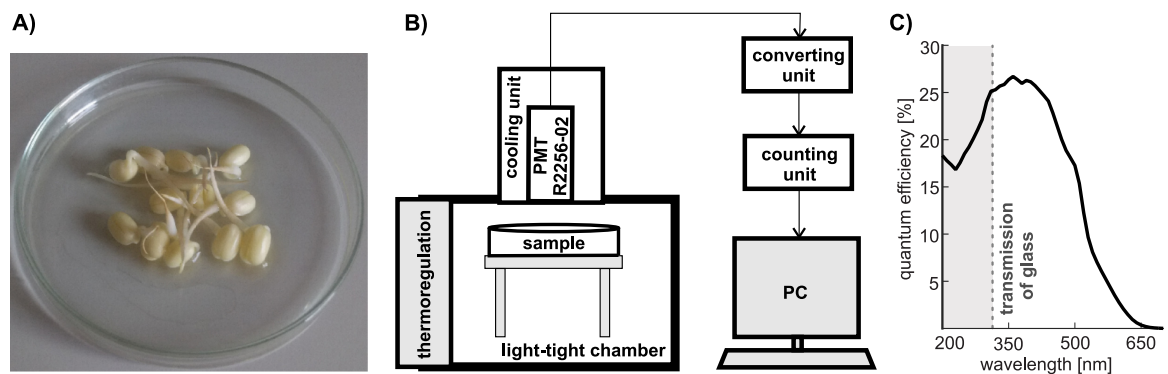 A)
B)
cooling unit
PMT
R2256-02
thermoregulation
sample
light-tight chamber
converting
unit
counting
unit
PC
C)
quantum efficiency [%]
30
25
20
15
10
5
transmission
of glass
200 350 500 650
wavelength [nm]